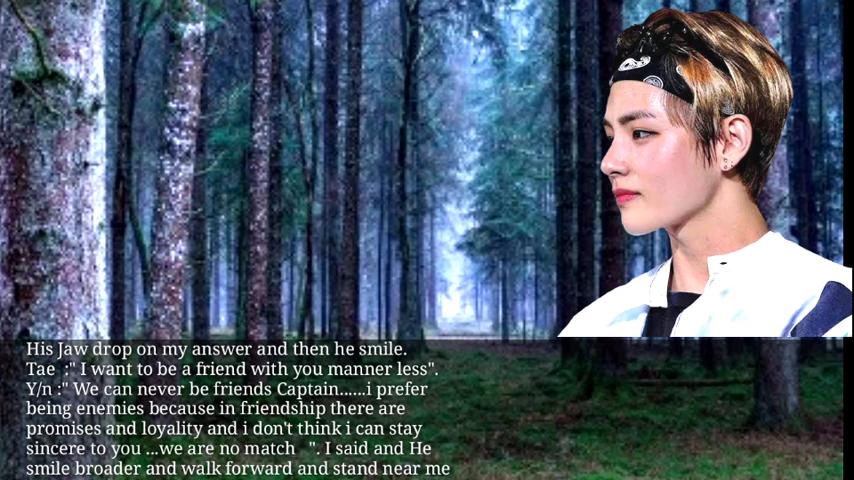 His Jaw drop on my answer and then he smile.
Tae :" I want to be a friend with you manner less".
Y/n :" We can never be friends Captain......i prefer
being enemies because in friendship there are
promises and loyality and i don't think i can stay
sincere to you ...we are no match ". I said and He
smile broader and walk forward and stand near me